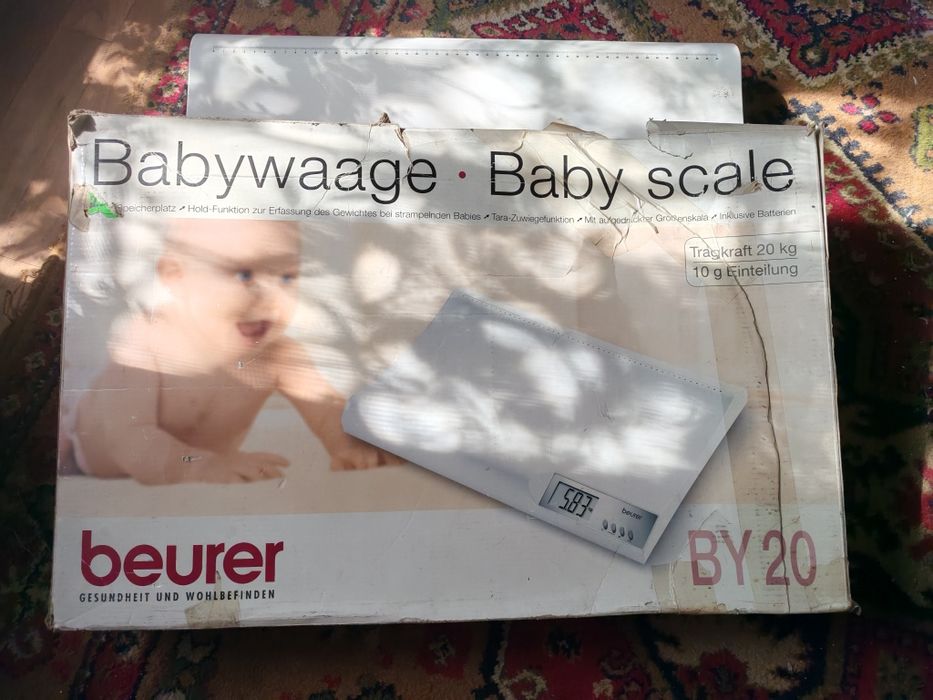 Babywaage · Baby scale
Speicherplatz ↗ Hold-Funktion zur Erfassung des Gewichtes bei strampelnden Babies ↗ Tara-Zuwiegefunktion ↗ Mit aufgedruckter Größenskala ↗ Inklusive Batterien
Tragkraft 20 kg
10 g Einteilung
5.83
beurer
beurer
GESUNDHEIT UND WOHLBEFINDEN
BY 20